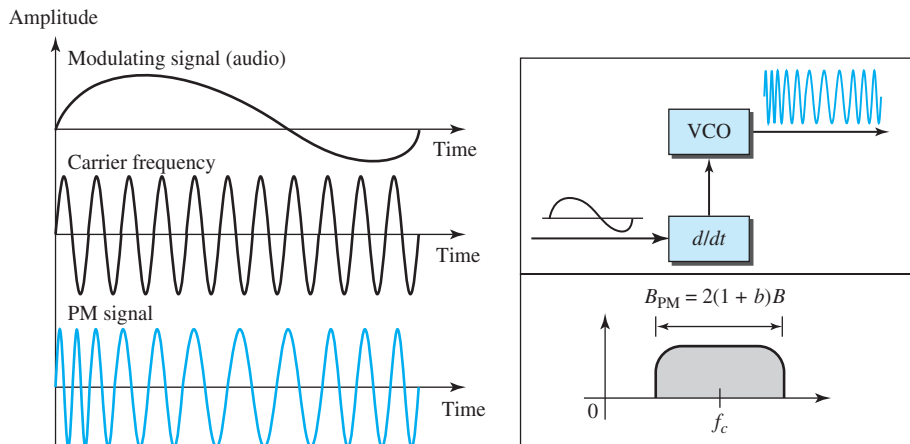 Amplitude
Modulating signal (audio)
Time
Carrier frequency
Time
PM signal
Time
VCO
d/dt
B_PM = 2(1 + b)B
0
f_c